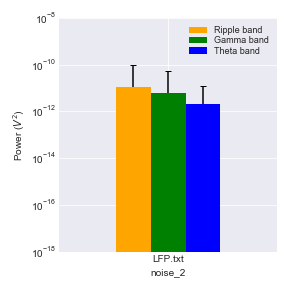 Ripple band
Gamma band
Theta band
Power (V²)
10⁻⁸
10⁻¹⁰
10⁻¹²
10⁻¹⁴
10⁻¹⁶
10⁻¹⁸
LFP.txt
noise_2